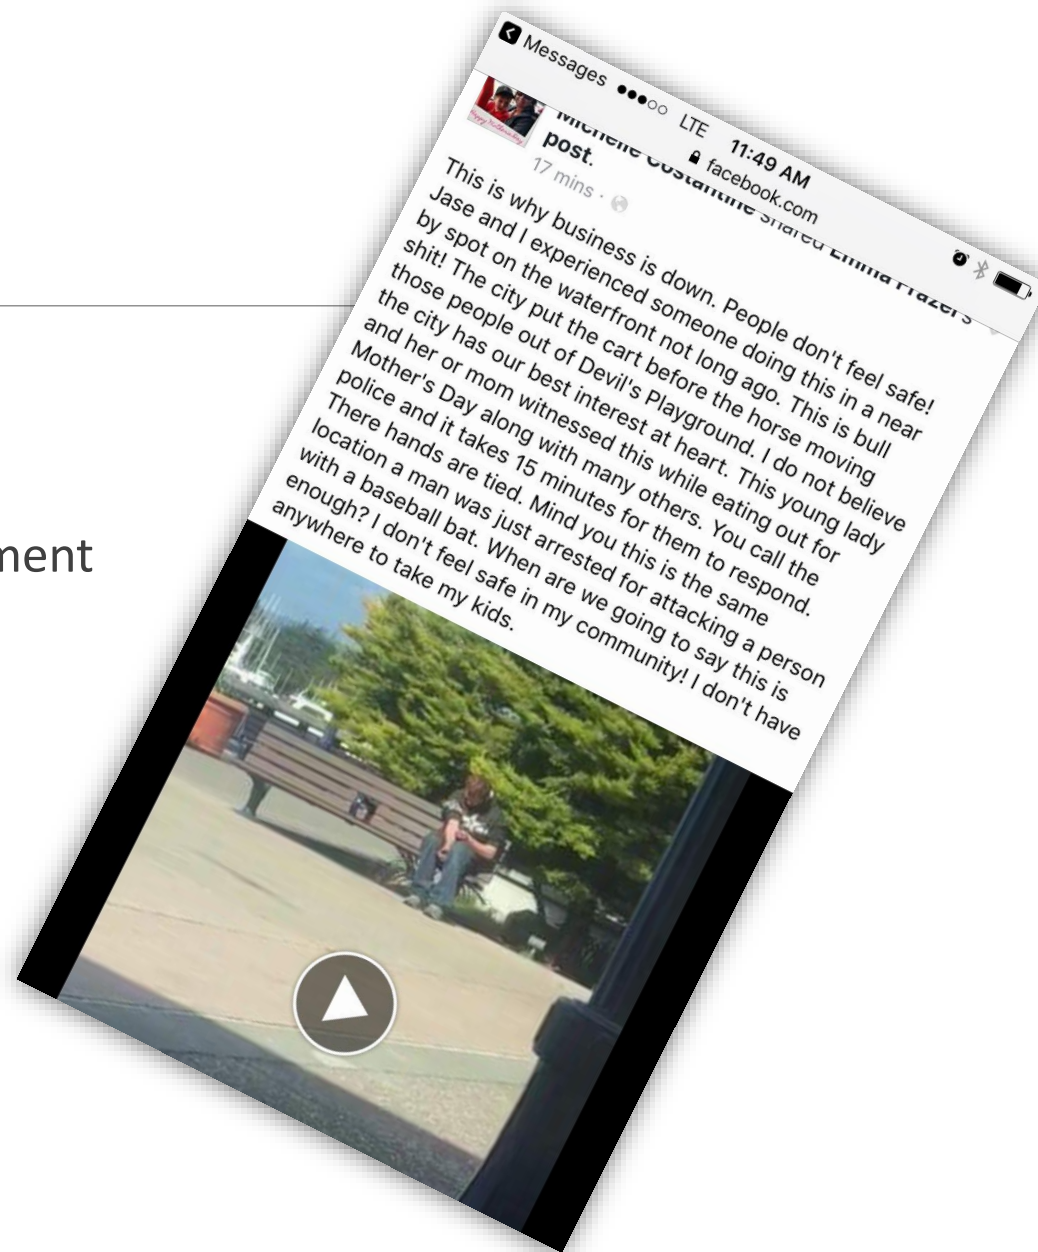 Messages LTE 11:49 AM
facebook.com
Michelle Costantine shared Emma Frazer's
post.
17 mins ·
This is why business is down. People don't feel safe!
Jase and I experienced someone doing this in a near
by spot on the waterfront not long ago. This is bull
shit! The city put the cart before the horse moving
those people out of Devil's Playground. I do not believe
the city has our best interest at heart. This young lady
and her or mom witnessed this while eating out for
Mother's Day along with many others. You call the
police and it takes 15 minutes for them to respond.
There hands are tied. Mind you this is the same
location a man was just arrested for attacking a person
with a baseball bat. When are we going to say this is
enough? I don't feel safe in my community! I don't have
anywhere to take my kids.
ment